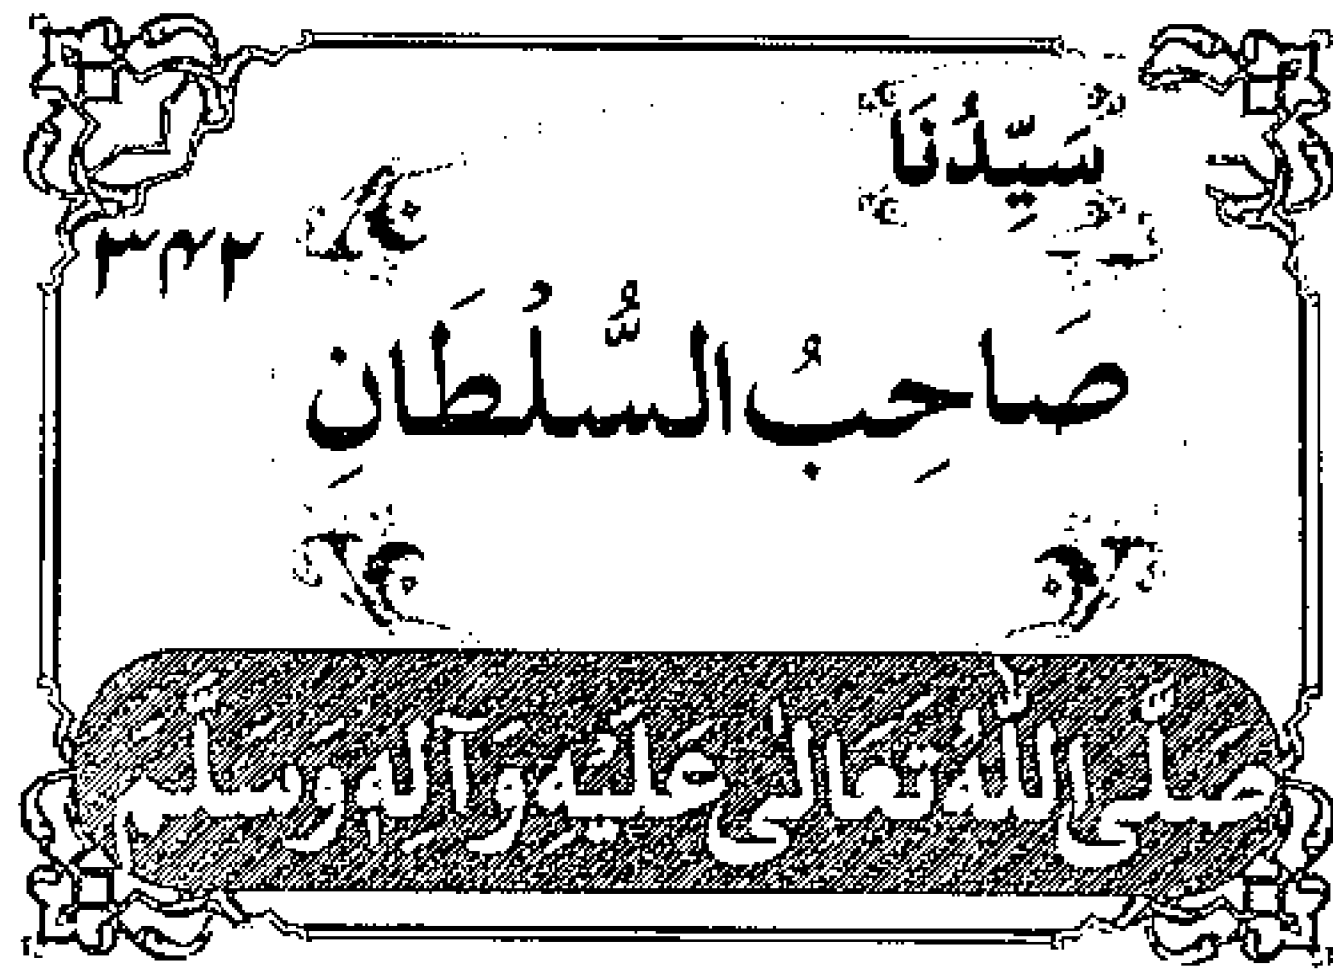 سَيِّدُنَا
٣٤٢
صَاحِبُ السُّلْطَانِ
صَلَّى اللّٰهُ تَعَالٰى عَلَيْهِ وَآلِهٖ وَسَلَّمَ